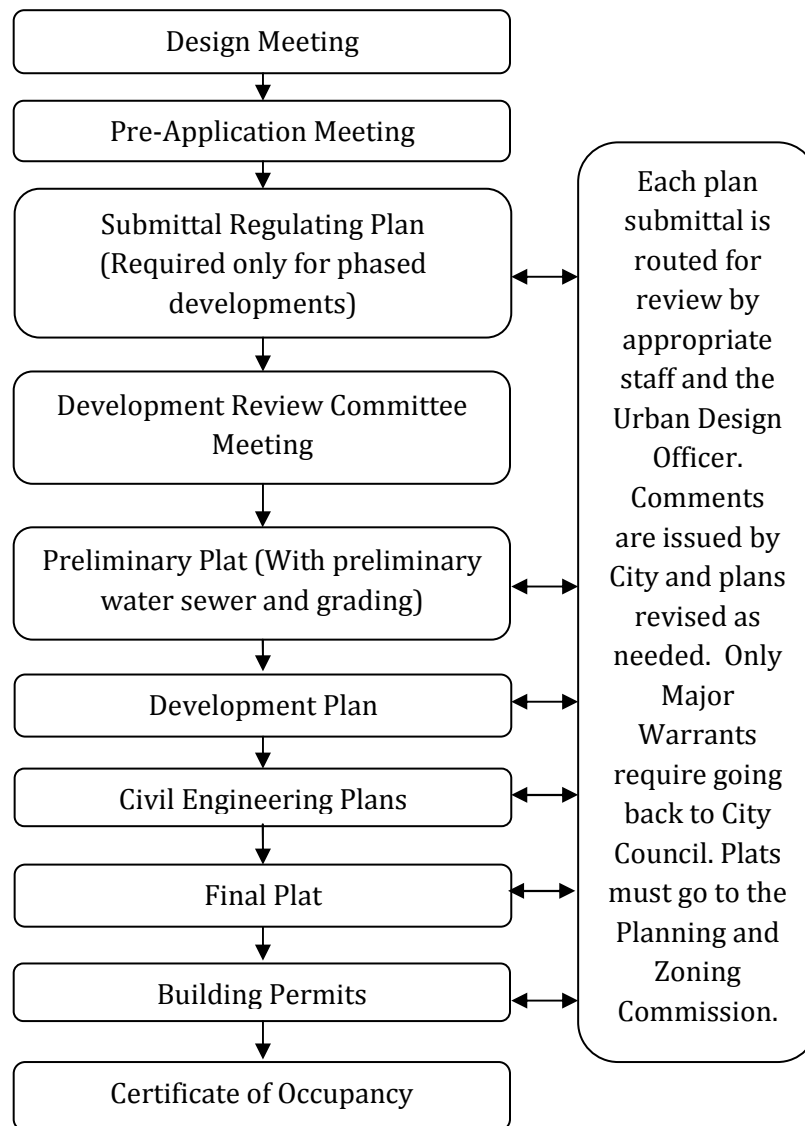 Design Meeting
Pre-Application Meeting
Submittal Regulating Plan
(Required only for phased
developments)
Development Review Committee
Meeting
Preliminary Plat (With preliminary
water sewer and grading)
Development Plan
Civil Engineering Plans
Final Plat
Building Permits
Certificate of Occupancy
Each plan
submittal is
routed for
review by
appropriate
staff and the
Urban Design
Officer.
Comments
are issued by
City and plans
revised as
needed.  Only
Major
Warrants
require going
back to City
Council. Plats
must go to the
Planning and
Zoning
Commission.